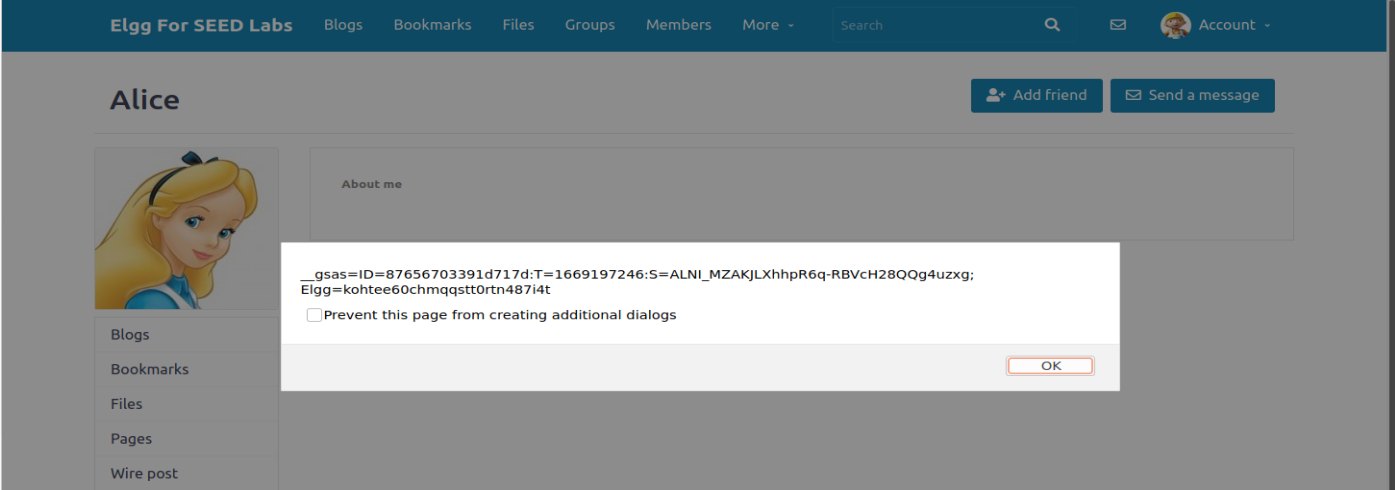 Elgg For SEED Labs Blogs Bookmarks Files Groups Members More Search Account
Alice
Add friend Send a message
About me
__gsas=ID=87656703391d717d:T=1669197246:S=ALNI_MZAKJLXhhpR6q-RBVcH28QQg4uzxg;
Elgg=kohtee60chmqqstt0rtn487i4t
Prevent this page from creating additional dialogs
OK
Blogs
Bookmarks
Files
Pages
Wire post